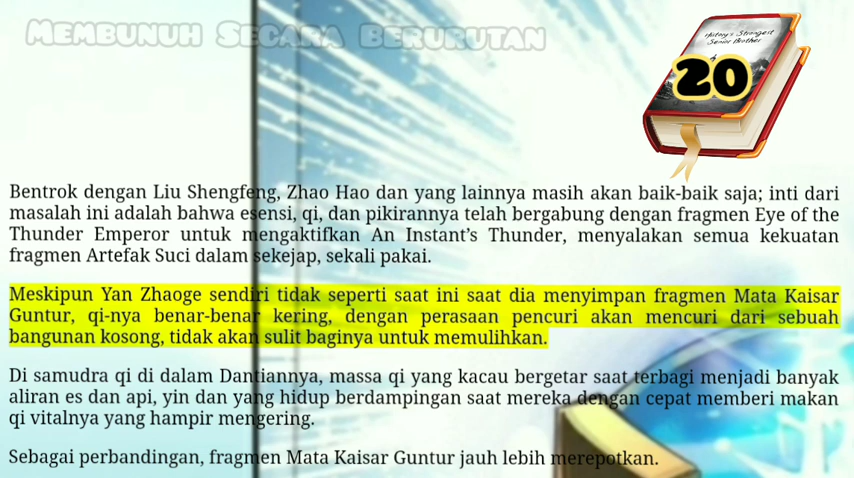 Membunuh Secara Berurutan
History's Strongest
Senior Brother
20
Bentrok dengan Liu Shengfeng, Zhao Hao dan yang lainnya masih akan baik-baik saja; inti dari
masalah ini adalah bahwa esensi, qi, dan pikirannya telah bergabung dengan fragmen Eye of the
Thunder Emperor untuk mengaktifkan An Instant’s Thunder, menyalakan semua kekuatan
fragmen Artefak Suci dalam sekejap, sekali pakai.
Meskipun Yan Zhaoge sendiri tidak seperti saat ini saat dia menyimpan fragmen Mata Kaisar
Guntur, qi-nya benar-benar kering, dengan perasaan pencuri akan mencuri dari sebuah
bangunan kosong, tidak akan sulit baginya untuk memulihkan.
Di samudra qi di dalam Dantiannya, massa qi yang kacau bergetar saat terbagi menjadi banyak
aliran es dan api, yin dan yang hidup berdampingan saat mereka dengan cepat memberi makan
qi vitalnya yang hampir mengering.
Sebagai perbandingan, fragmen Mata Kaisar Guntur jauh lebih merepotkan.